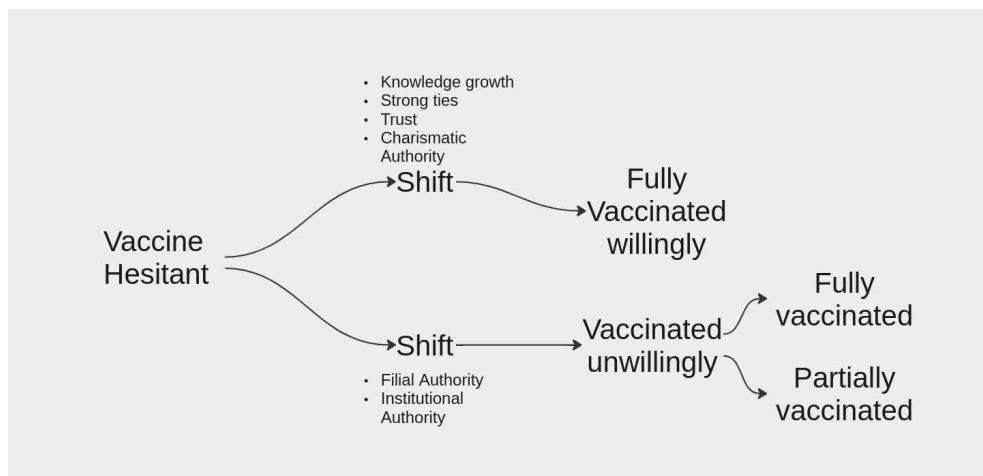 • Knowledge growth
• Strong ties
• Trust
• Charismatic
Authority
Shift
Fully
Vaccinated
willingly
Vaccine
Hesitant
Shift
• Filial Authority
• Institutional
Authority
Vaccinated
unwillingly
Fully
vaccinated
Partially
vaccinated